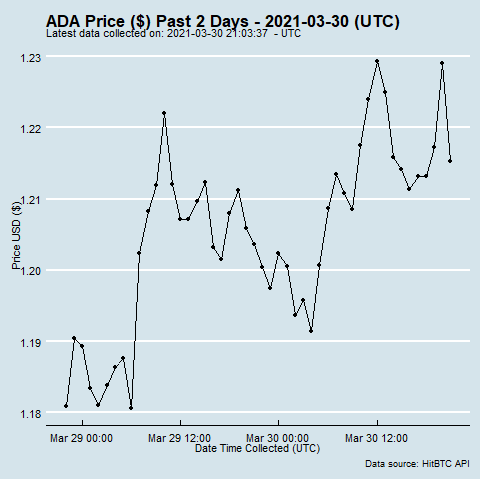 ADA Price ($) Past 2 Days - 2021-03-30 (UTC)
Latest data collected on: 2021-03-30 21:03:37 - UTC
1.23
1.22
1.21
1.20
1.19
1.18
Price USD ($)
Mar 29 00:00 Mar 29 12:00 Mar 30 00:00 Mar 30 12:00
Date Time Collected (UTC)
Data source: HitBTC API